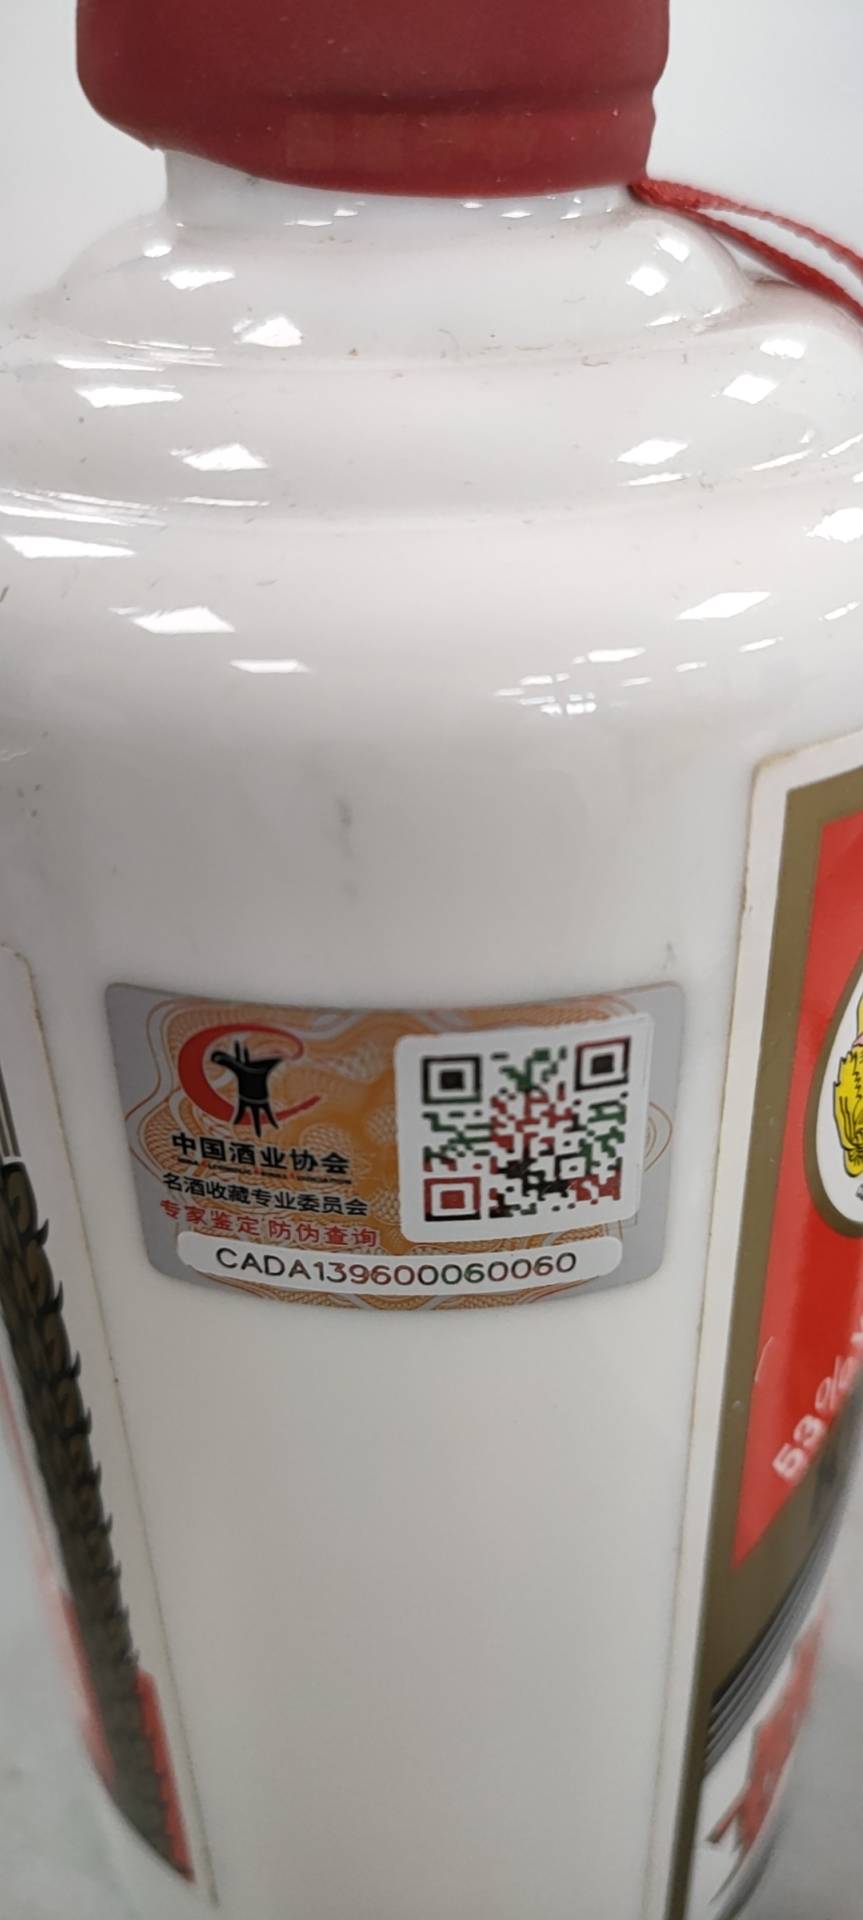 中国酒业协会
名酒收藏专业委员会
专家鉴定 防伪查询
CADA139600060060
53%